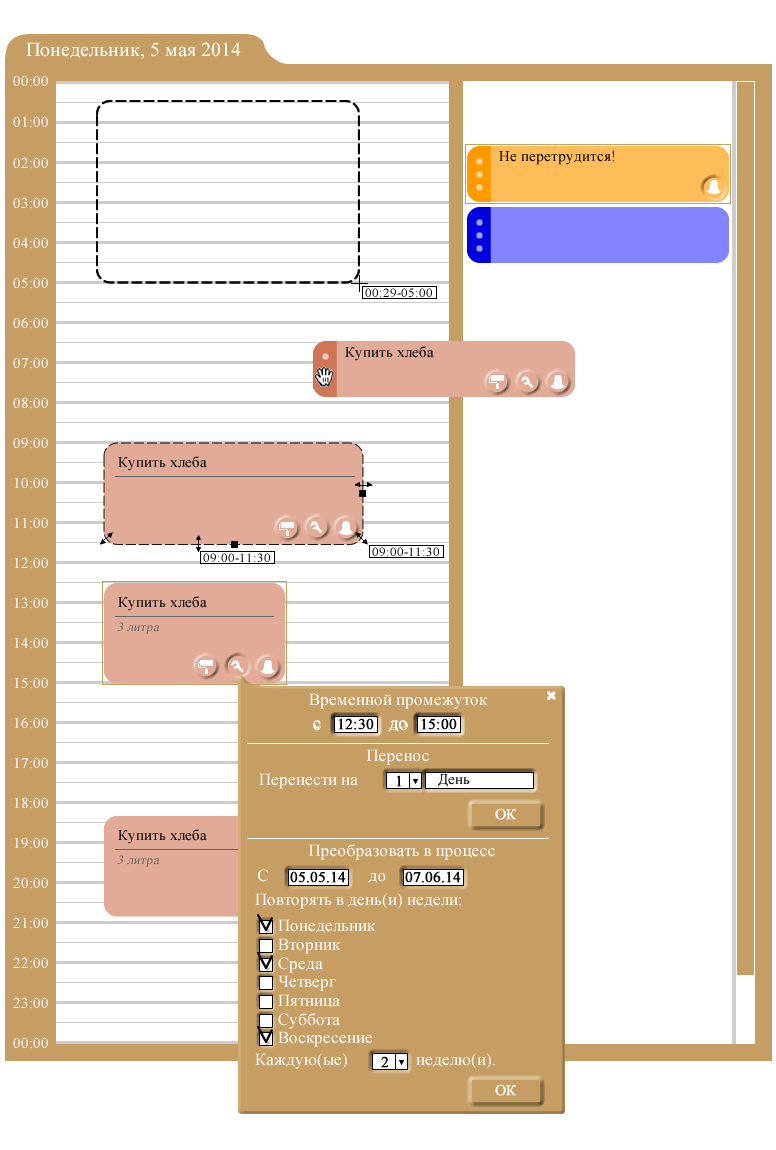 Понедельник, 5 мая 2014
00:00
01:00
02:00
Не перетрудится!
03:00
04:00
05:00
00:29-05:00
06:00
07:00
Купить хлеба
08:00
09:00
Купить хлеба
10:00
11:00
09:00-11:30
09:00-11:30
12:00
13:00
Купить хлеба
3 литра
14:00
15:00
16:00
17:00
18:00
19:00
Купить хлеба
3 литра
20:00
21:00
22:00
23:00
00:00
Временной промежуток
с 12:30 до 15:00
Перенос
Перенести на 1 День
ОК
Преобразовать в процесс
С 05.05.14 до 07.06.14
Повторять в день(и) недели:
Понедельник
Вторник
Среда
Четверг
Пятница
Суббота
Воскресение
Каждую(ые) 2 неделю(и).
ОК